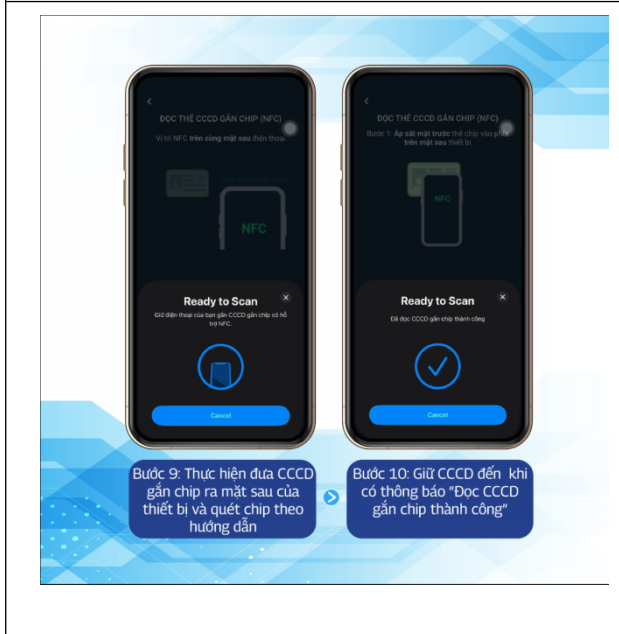 ĐỌC THẺ CCCD GẮN CHIP (NFC)
Vị trí NFC trên cùng mặt sau điện thoại
NFC
Ready to Scan
Giữ điện thoại của bạn gần CCCD gắn chip có hỗ
trợ NFC.
Cancel
ĐỌC THẺ CCCD GẮN CHIP (NFC)
Bước 1: Áp sát mặt trước thẻ chip vào phía
trên mặt sau thiết bị
NFC
Ready to Scan
Đã đọc CCCD gắn chip thành công
Cancel
Bước 9: Thực hiện đưa CCCD
gắn chip ra mặt sau của
thiết bị và quét chip theo
hướng dẫn
Bước 10: Giữ CCCD đến khi
có thông báo "Đọc CCCD
gắn chip thành công"